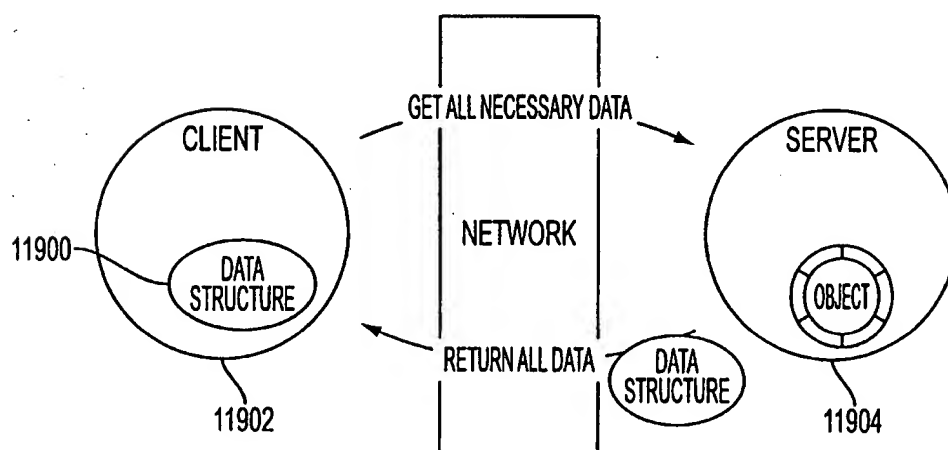 GET ALL NECESSARY DATA
CLIENT
SERVER
NETWORK
11900
DATA
STRUCTURE
OBJECT
RETURN ALL DATA
DATA
STRUCTURE
11902
11904